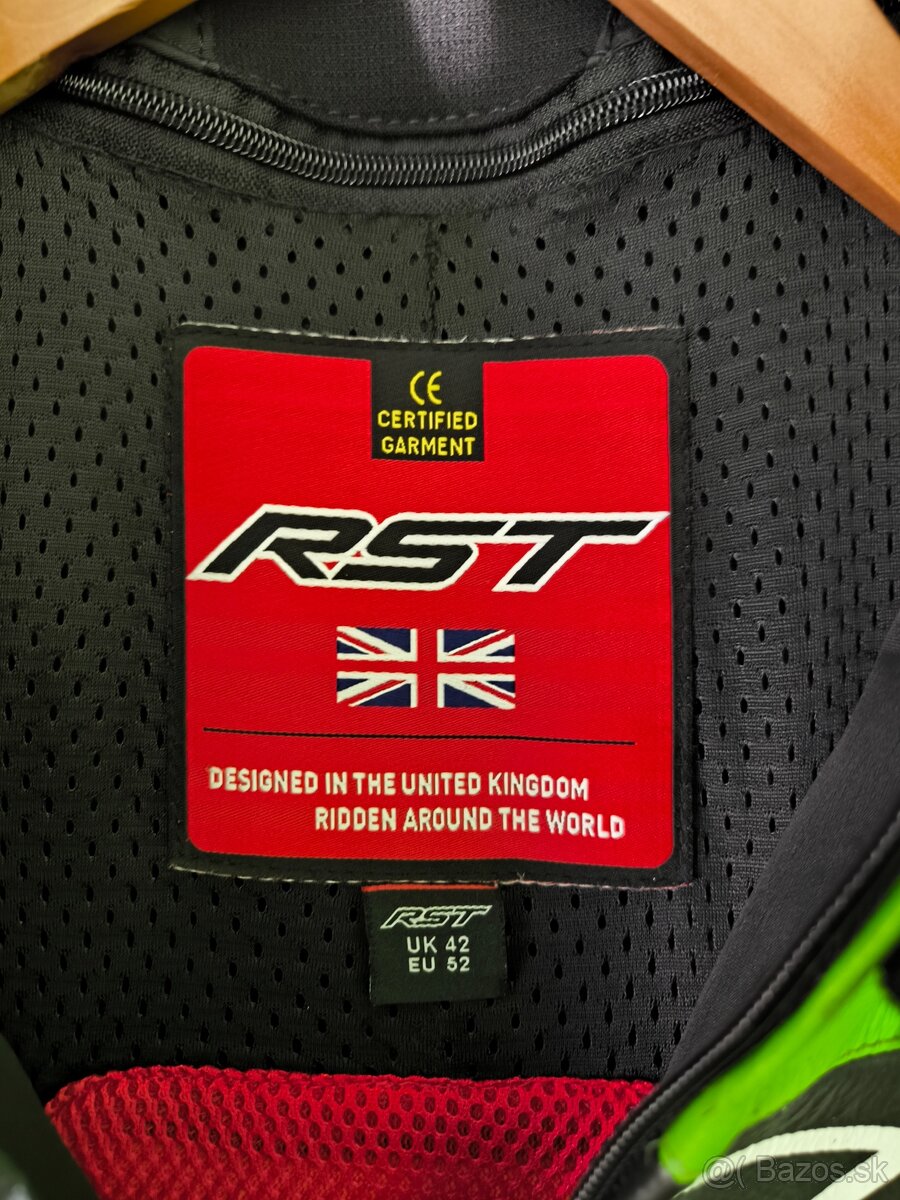 CE
CERTIFIED
GARMENT
RST
DESIGNED IN THE UNITED KINGDOM
RIDDEN AROUND THE WORLD
RST
UK 42
EU 52
@( Bazos.sk